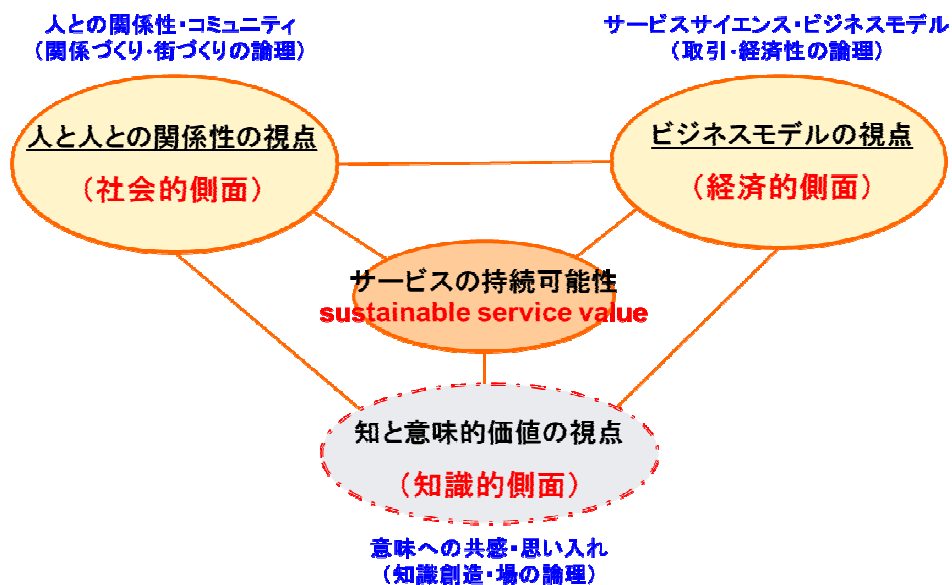 人との関係性・コミュニティ
（関係づくり・街づくりの論理）
サービスサイエンス・ビジネスモデル
（取引・経済性の論理）
人と人との関係性の視点
（社会的側面）
ビジネスモデルの視点
（経済的側面）
サービスの持続可能性
sustainable service value
知と意味的価値の視点
（知識的側面）
意味への共感・思い入れ
（知識創造・場の論理）